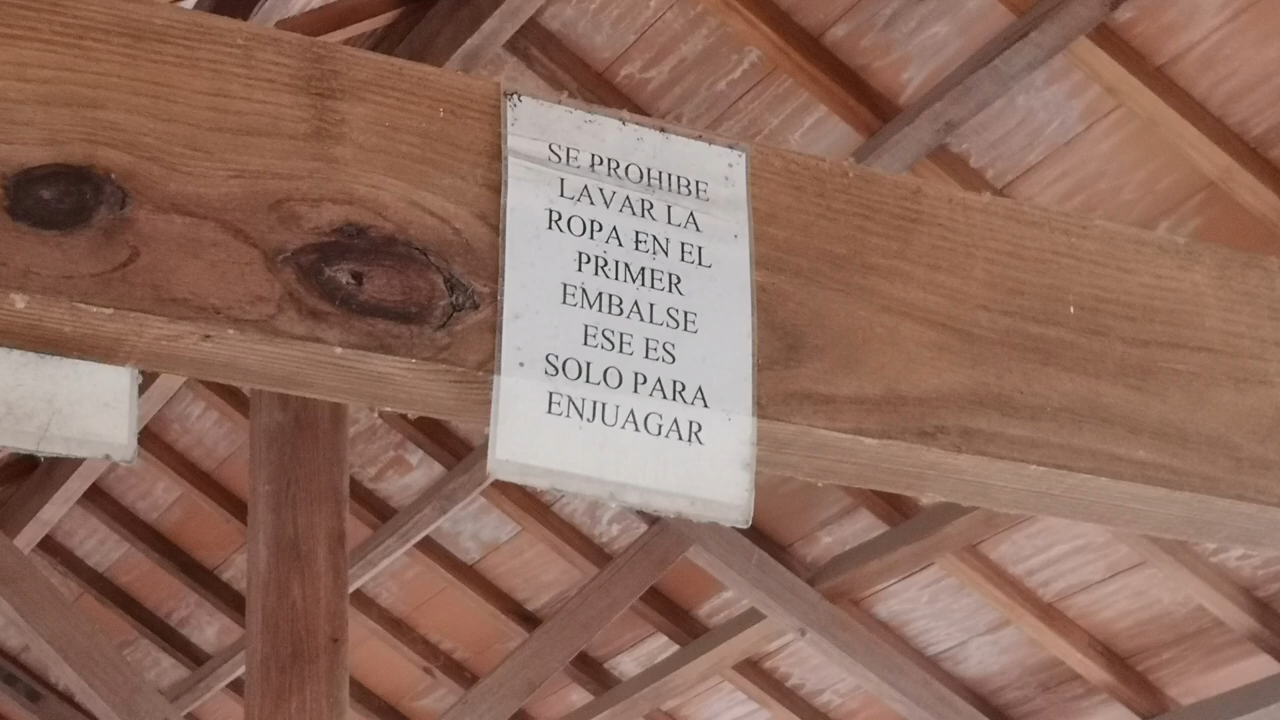 SE PROHIBE
LAVAR LA
ROPA EN EL
PRIMER
EMBALSE
ESE ES
SOLO PARA
ENJUAGAR